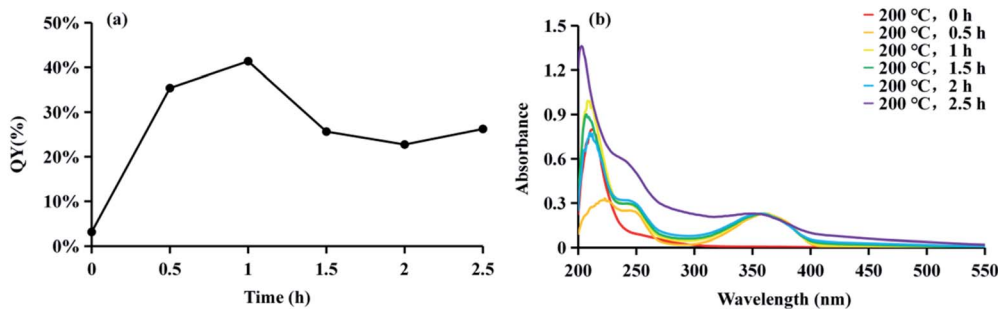 (a)
50%
40%
30%
20%
10%
0%
QY(%)
0
0.5
1
1.5
2
2.5
Time (h)
(b)
200 °C, 0 h
200 °C, 0.5 h
200 °C, 1 h
200 °C, 1.5 h
200 °C, 2 h
200 °C, 2.5 h
1.5
1.2
0.9
0.6
0.3
0
Absorbance
200
250
300
350
400
450
500
550
Wavelength (nm)